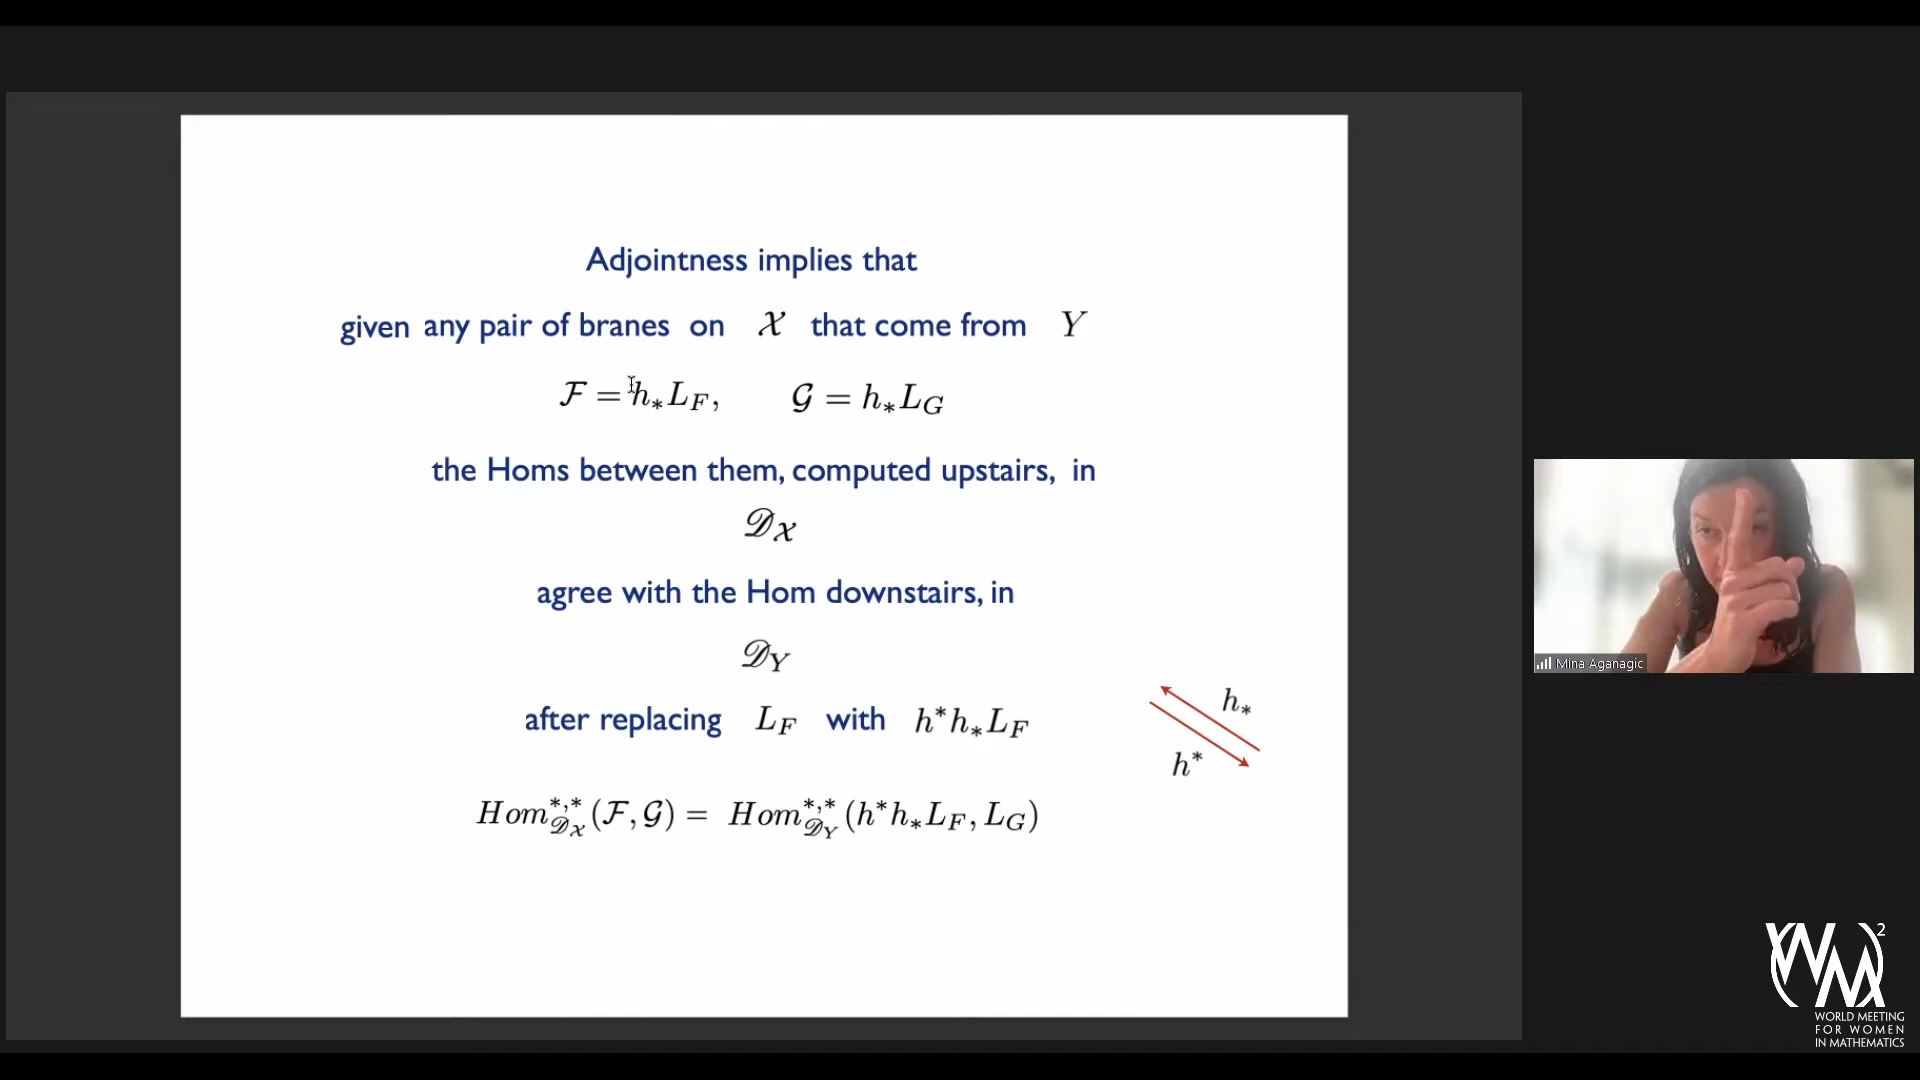 Adjointness implies that
given any pair of branes on 𝒳 that come from Y
ℱ = h_* L_F, 𝒢 = h_* L_G
the Homs between them, computed upstairs, in
𝒟_𝒳
agree with the Hom downstairs, in
𝒟_Y
after replacing L_F with h^* h_* L_F
h_*
h^*
Hom^{*,*}_{𝒟_𝒳}(ℱ, 𝒢) = Hom^{*,*}_{𝒟_Y}(h^* h_* L_F, L_G)
Mina Aganagic
(WM)²
WORLD MEETING
FOR WOMEN
IN MATHEMATICS